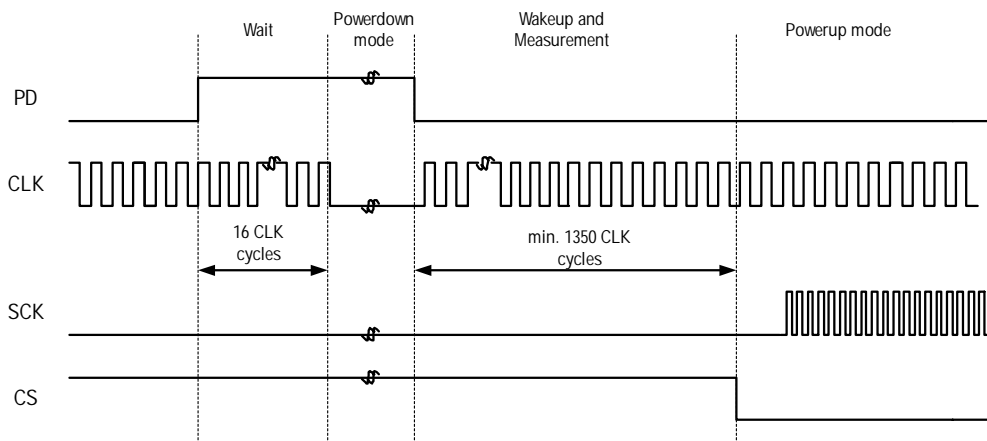 Wait
Powerdown
mode
Wakeup and
Measurement
Powerup mode
PD
CLK
16 CLK
cycles
min. 1350 CLK
cycles
SCK
CS